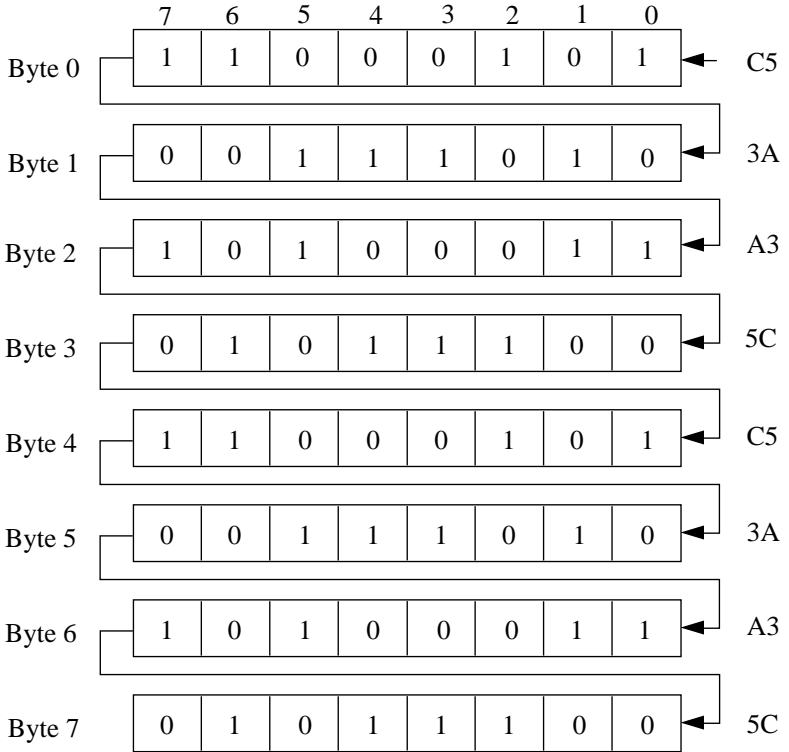 7 6 5 4 3 2 1 0
Byte 0 1 1 0 0 0 1 0 1 C5
Byte 1 0 0 1 1 1 0 1 0 3A
Byte 2 1 0 1 0 0 0 1 1 A3
Byte 3 0 1 0 1 1 1 0 0 5C
Byte 4 1 1 0 0 0 1 0 1 C5
Byte 5 0 0 1 1 1 0 1 0 3A
Byte 6 1 0 1 0 0 0 1 1 A3
Byte 7 0 1 0 1 1 1 0 0 5C